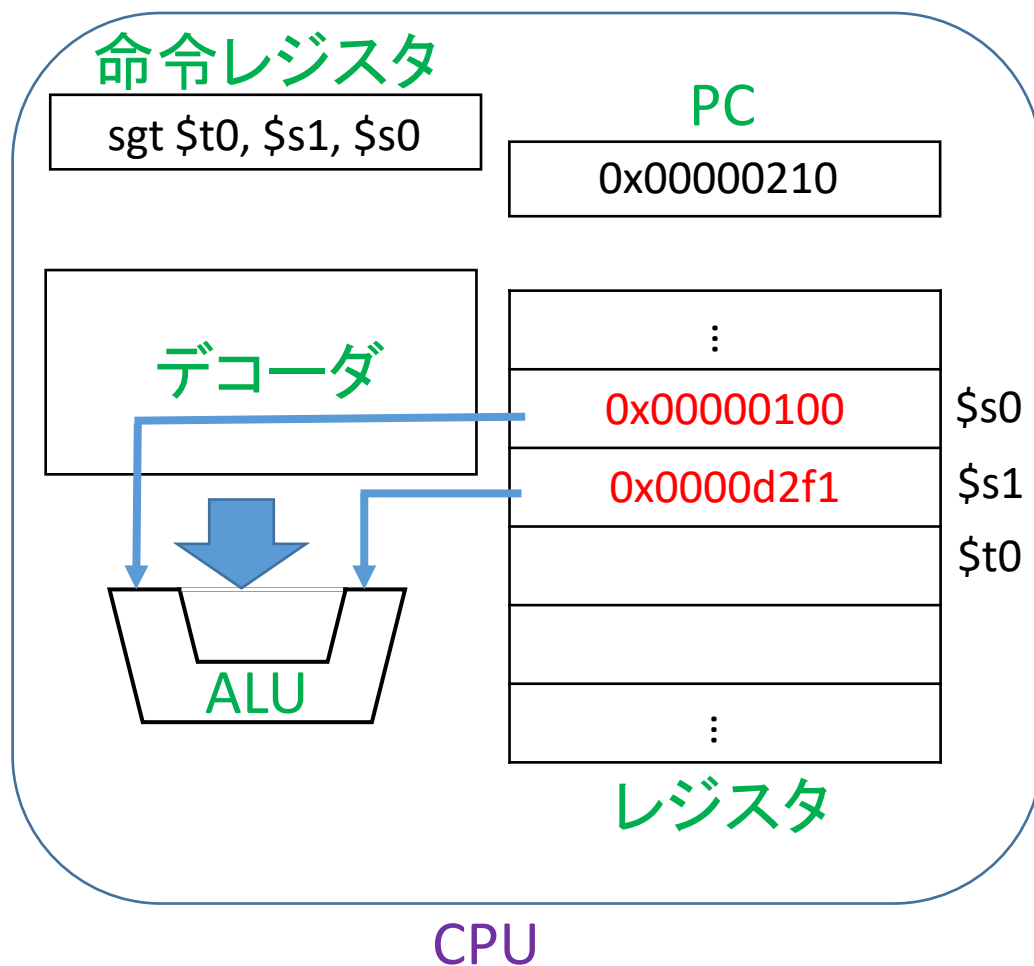 命令レジスタ
sgt $t0, $s1, $s0
PC
0x00000210
デコーダ
…
0x00000100 $s0
0x0000d2f1 $s1
$t0
ALU
…
レジスタ
CPU